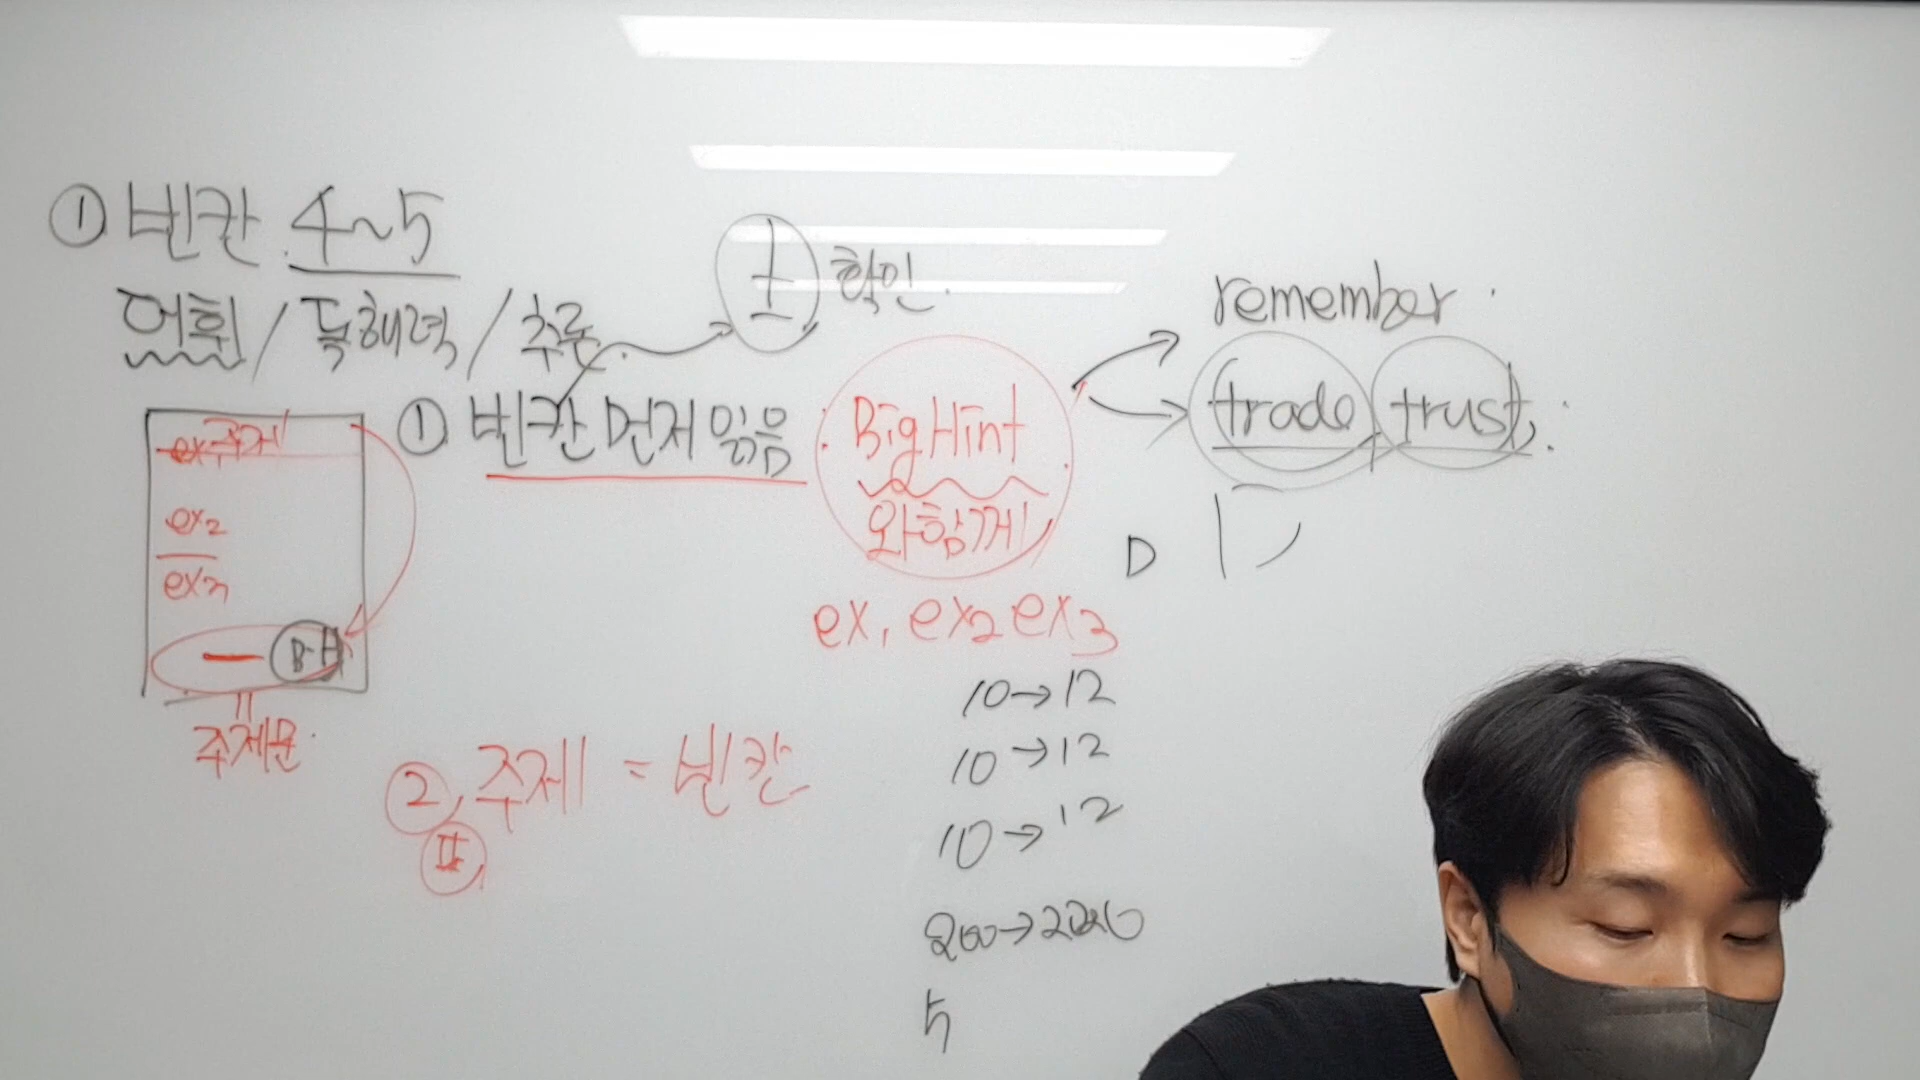 ① 빈칸 4~5
어휘 / 독해력 / 추론.
± 확인.
① 빈칸 먼저 읽음 : Big Hint
와 함께
remember.
trade, trust,
ex 주제
ex2
ex3
B-H
주제문
ex, ex2 ex3
D
② 주제 = 빈칸
10→12
10→12
10→12
5